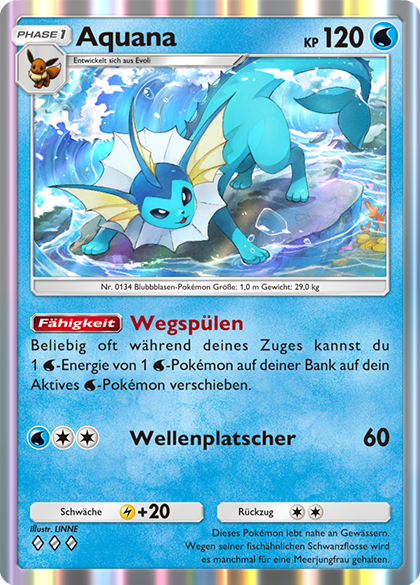 PHASE 1 Aquana KP 120
Entwickelt sich aus Evoli
Nr. 0134 Blubbblasen-Pokémon Größe: 1,0 m Gewicht: 29,0 kg
Fähigkeit Wegspülen
Beliebig oft während deines Zuges kannst du
1 -Energie von 1 -Pokémon auf deiner Bank auf dein
Aktives -Pokémon verschieben.
Wellenplatscher 60
Schwäche +20 Rückzug
Illustr. LINNE
Dieses Pokémon lebt nahe an Gewässern.
Wegen seiner fischähnlichen Schwanzflosse wird
es manchmal für eine Meerjungfrau gehalten.